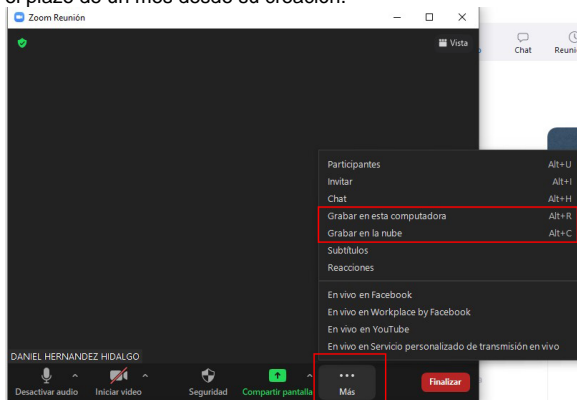 el plazo de un mes desde su creación.
Zoom Reunión
Vista
Chat
Participantes Alt+U
Invitar Alt+I
Chat Alt+H
Grabar en esta computadora Alt+R
Grabar en la nube Alt+C
Subtítulos
Reacciones
En vivo en Facebook
En vivo en Workplace by Facebook
En vivo en YouTube
En vivo en Servicio personalizado de transmisión en vivo
DANIEL HERNANDEZ HIDALGO
Desactivar audio Iniciar video Seguridad Compartir pantalla Más Finalizar